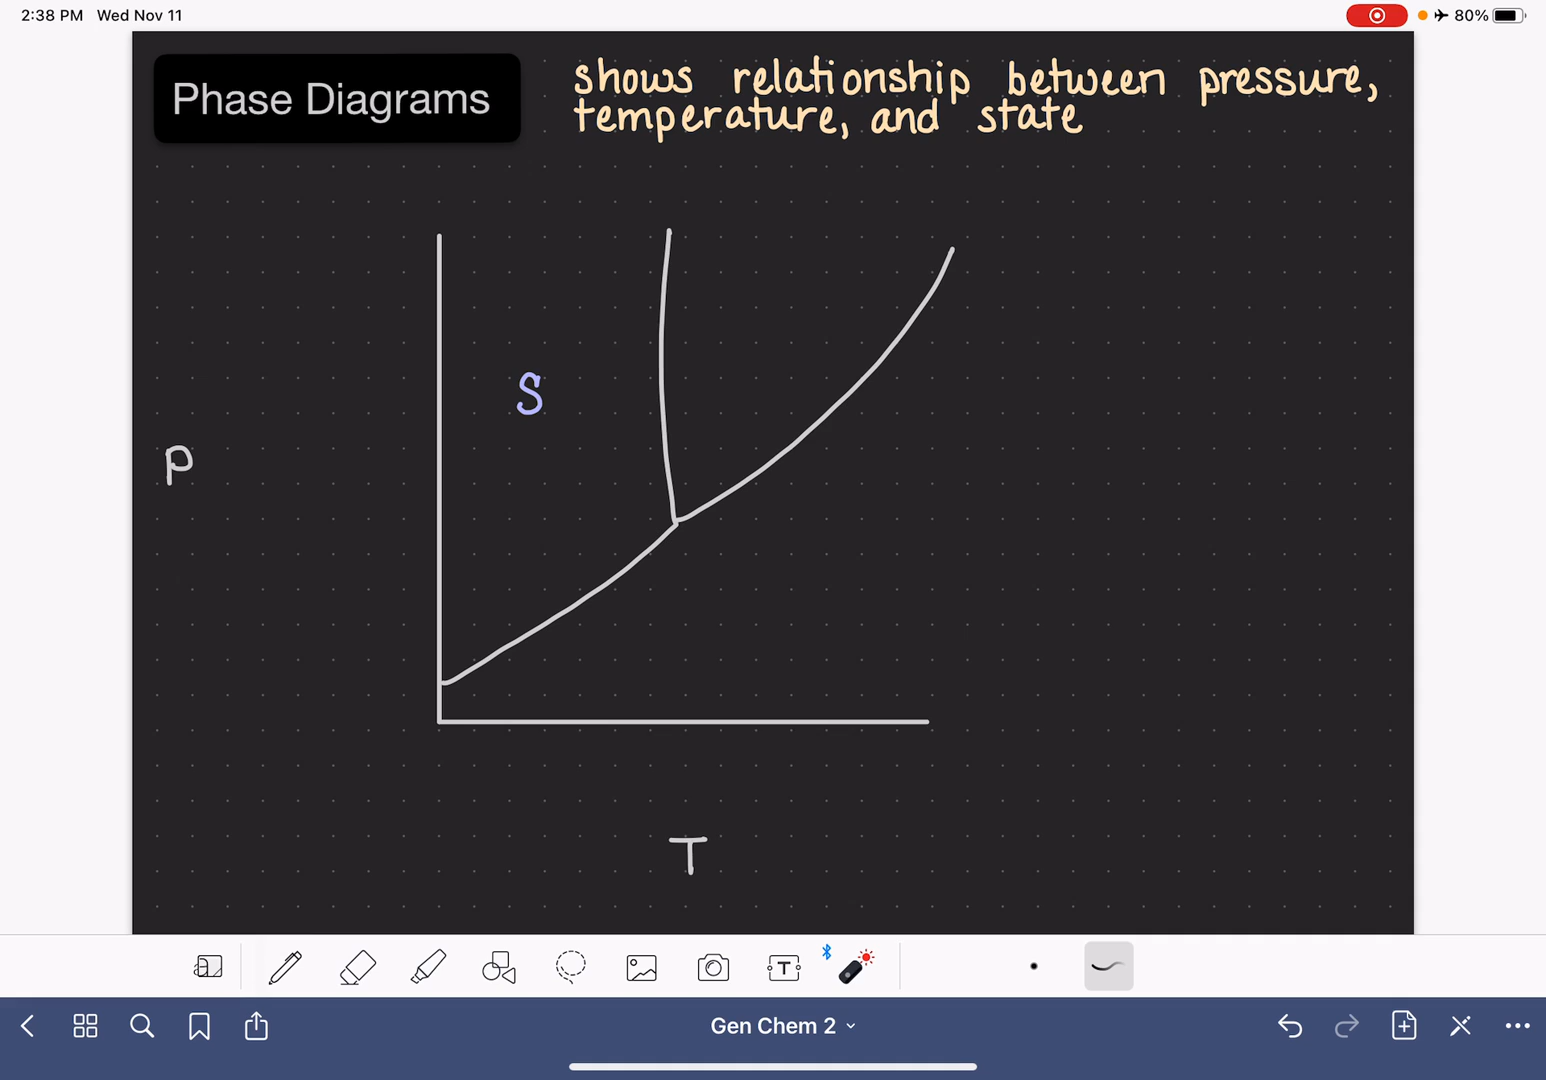 2:38 PM Wed Nov 11
80%
Phase Diagrams
shows relationship between pressure,
temperature, and state
S
P
T
T
Gen Chem 2